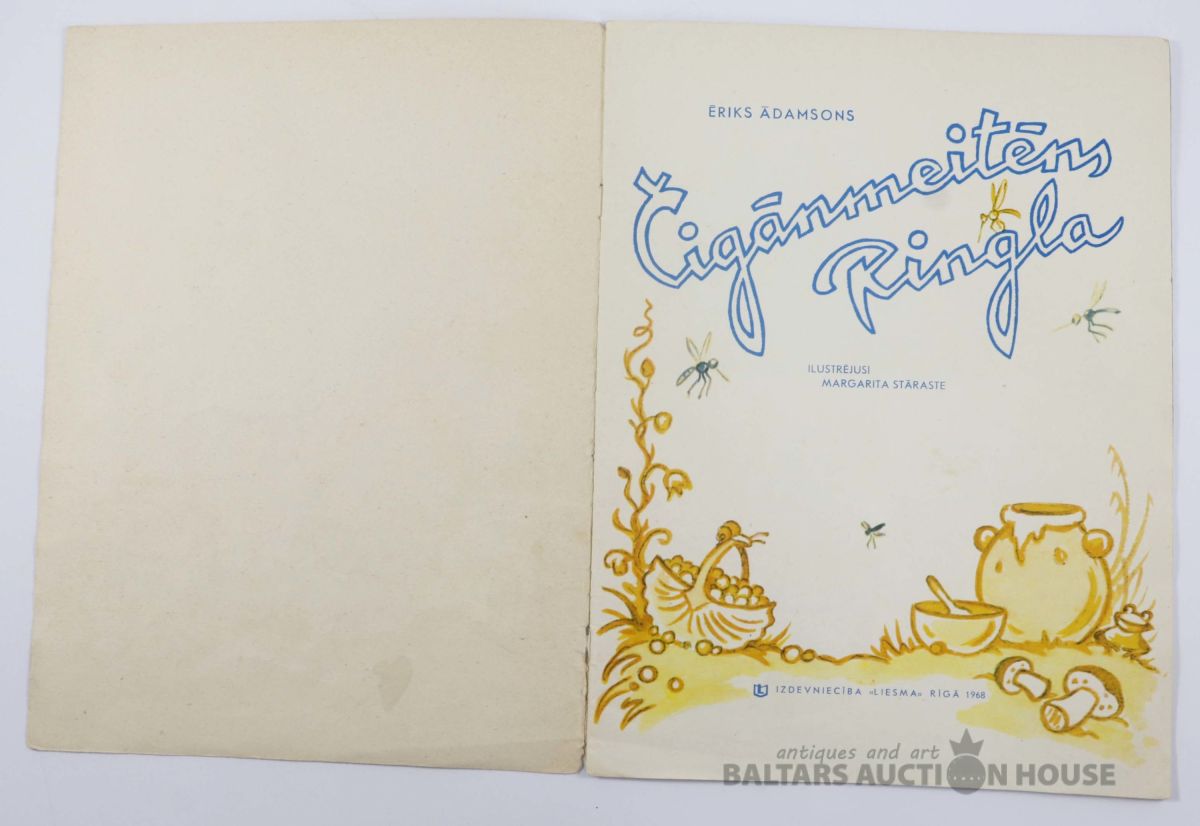 ĒRIKS ĀDAMSONS
Čigānmeitēns
Ringla
ILUSTRĒJUSI
MARGARITA STĀRASTE
IZDEVNIECĪBA «LIESMA» RĪGĀ 1968
antiques and art
BALTARS AUCTION HOUSE